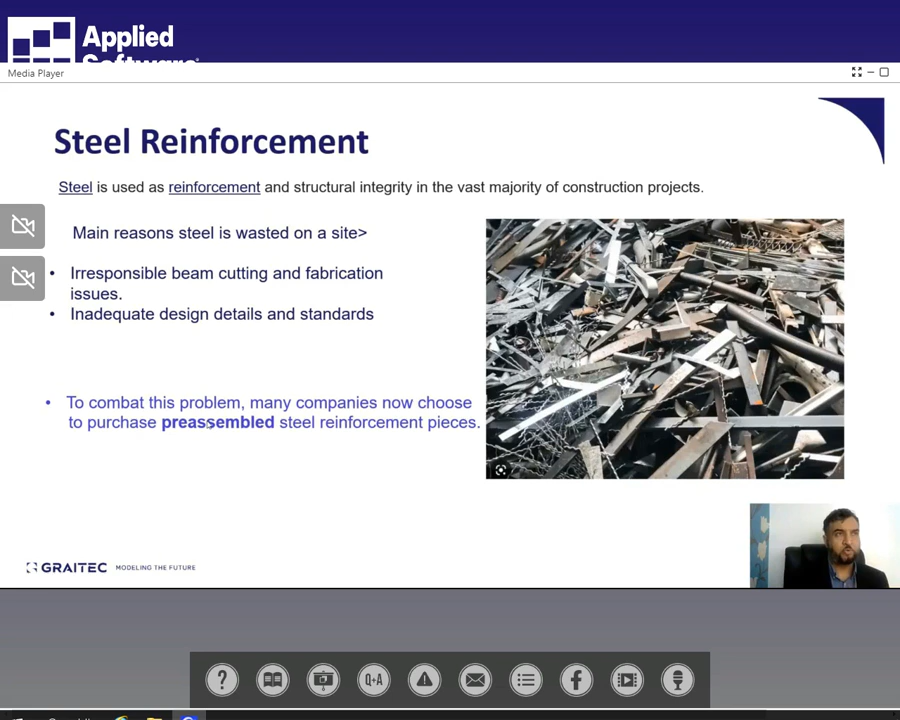 Applied
Software
Media Player
Steel Reinforcement
Steel is used as reinforcement and structural integrity in the vast majority of construction projects.
Main reasons steel is wasted on a site>
• Irresponsible beam cutting and fabrication
issues.
• Inadequate design details and standards
• To combat this problem, many companies now choose
to purchase preassembled steel reinforcement pieces.
GRAITEC MODELING THE FUTURE
? Q+A